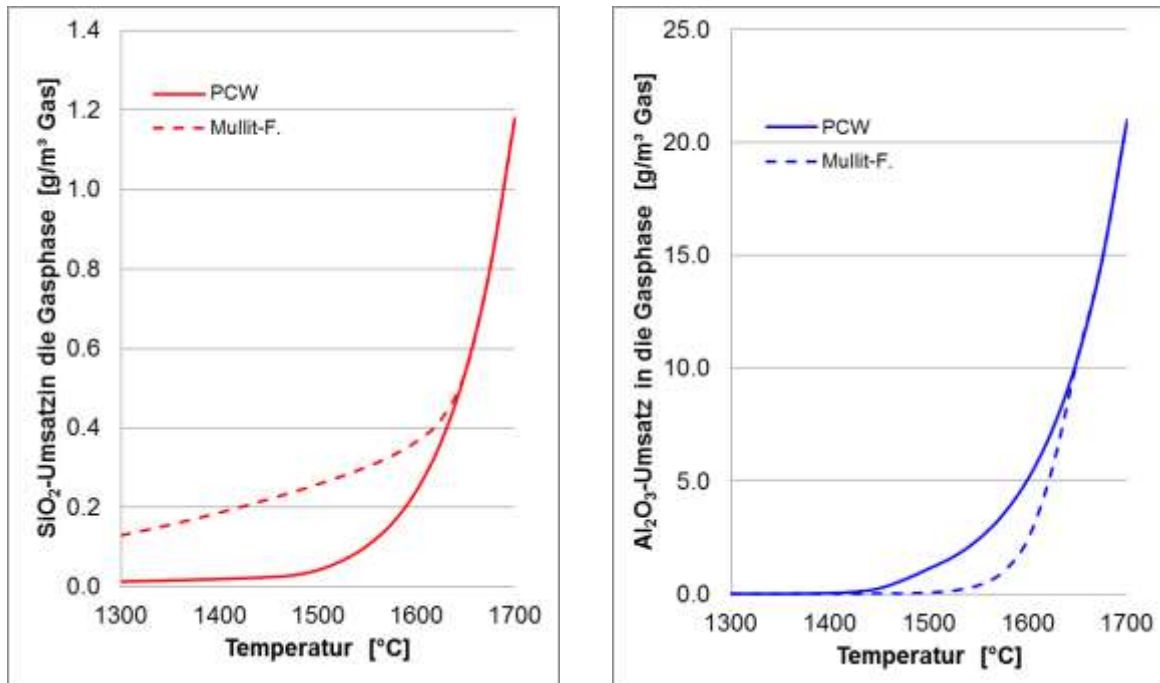 SiO₂-Umsatzin die Gasphase [g/m³ Gas]
1.4
1.2
1.0
0.8
0.6
0.4
0.2
0.0
PCW
Mullit-F.
1300 1400 1500 1600 1700
Temperatur [°C]
Al₂O₃-Umsatz in die Gasphase [g/m³ Gas]
25.0
20.0
15.0
10.0
5.0
0.0
PCW
Mullit-F.
1300 1400 1500 1600 1700
Temperatur [°C]